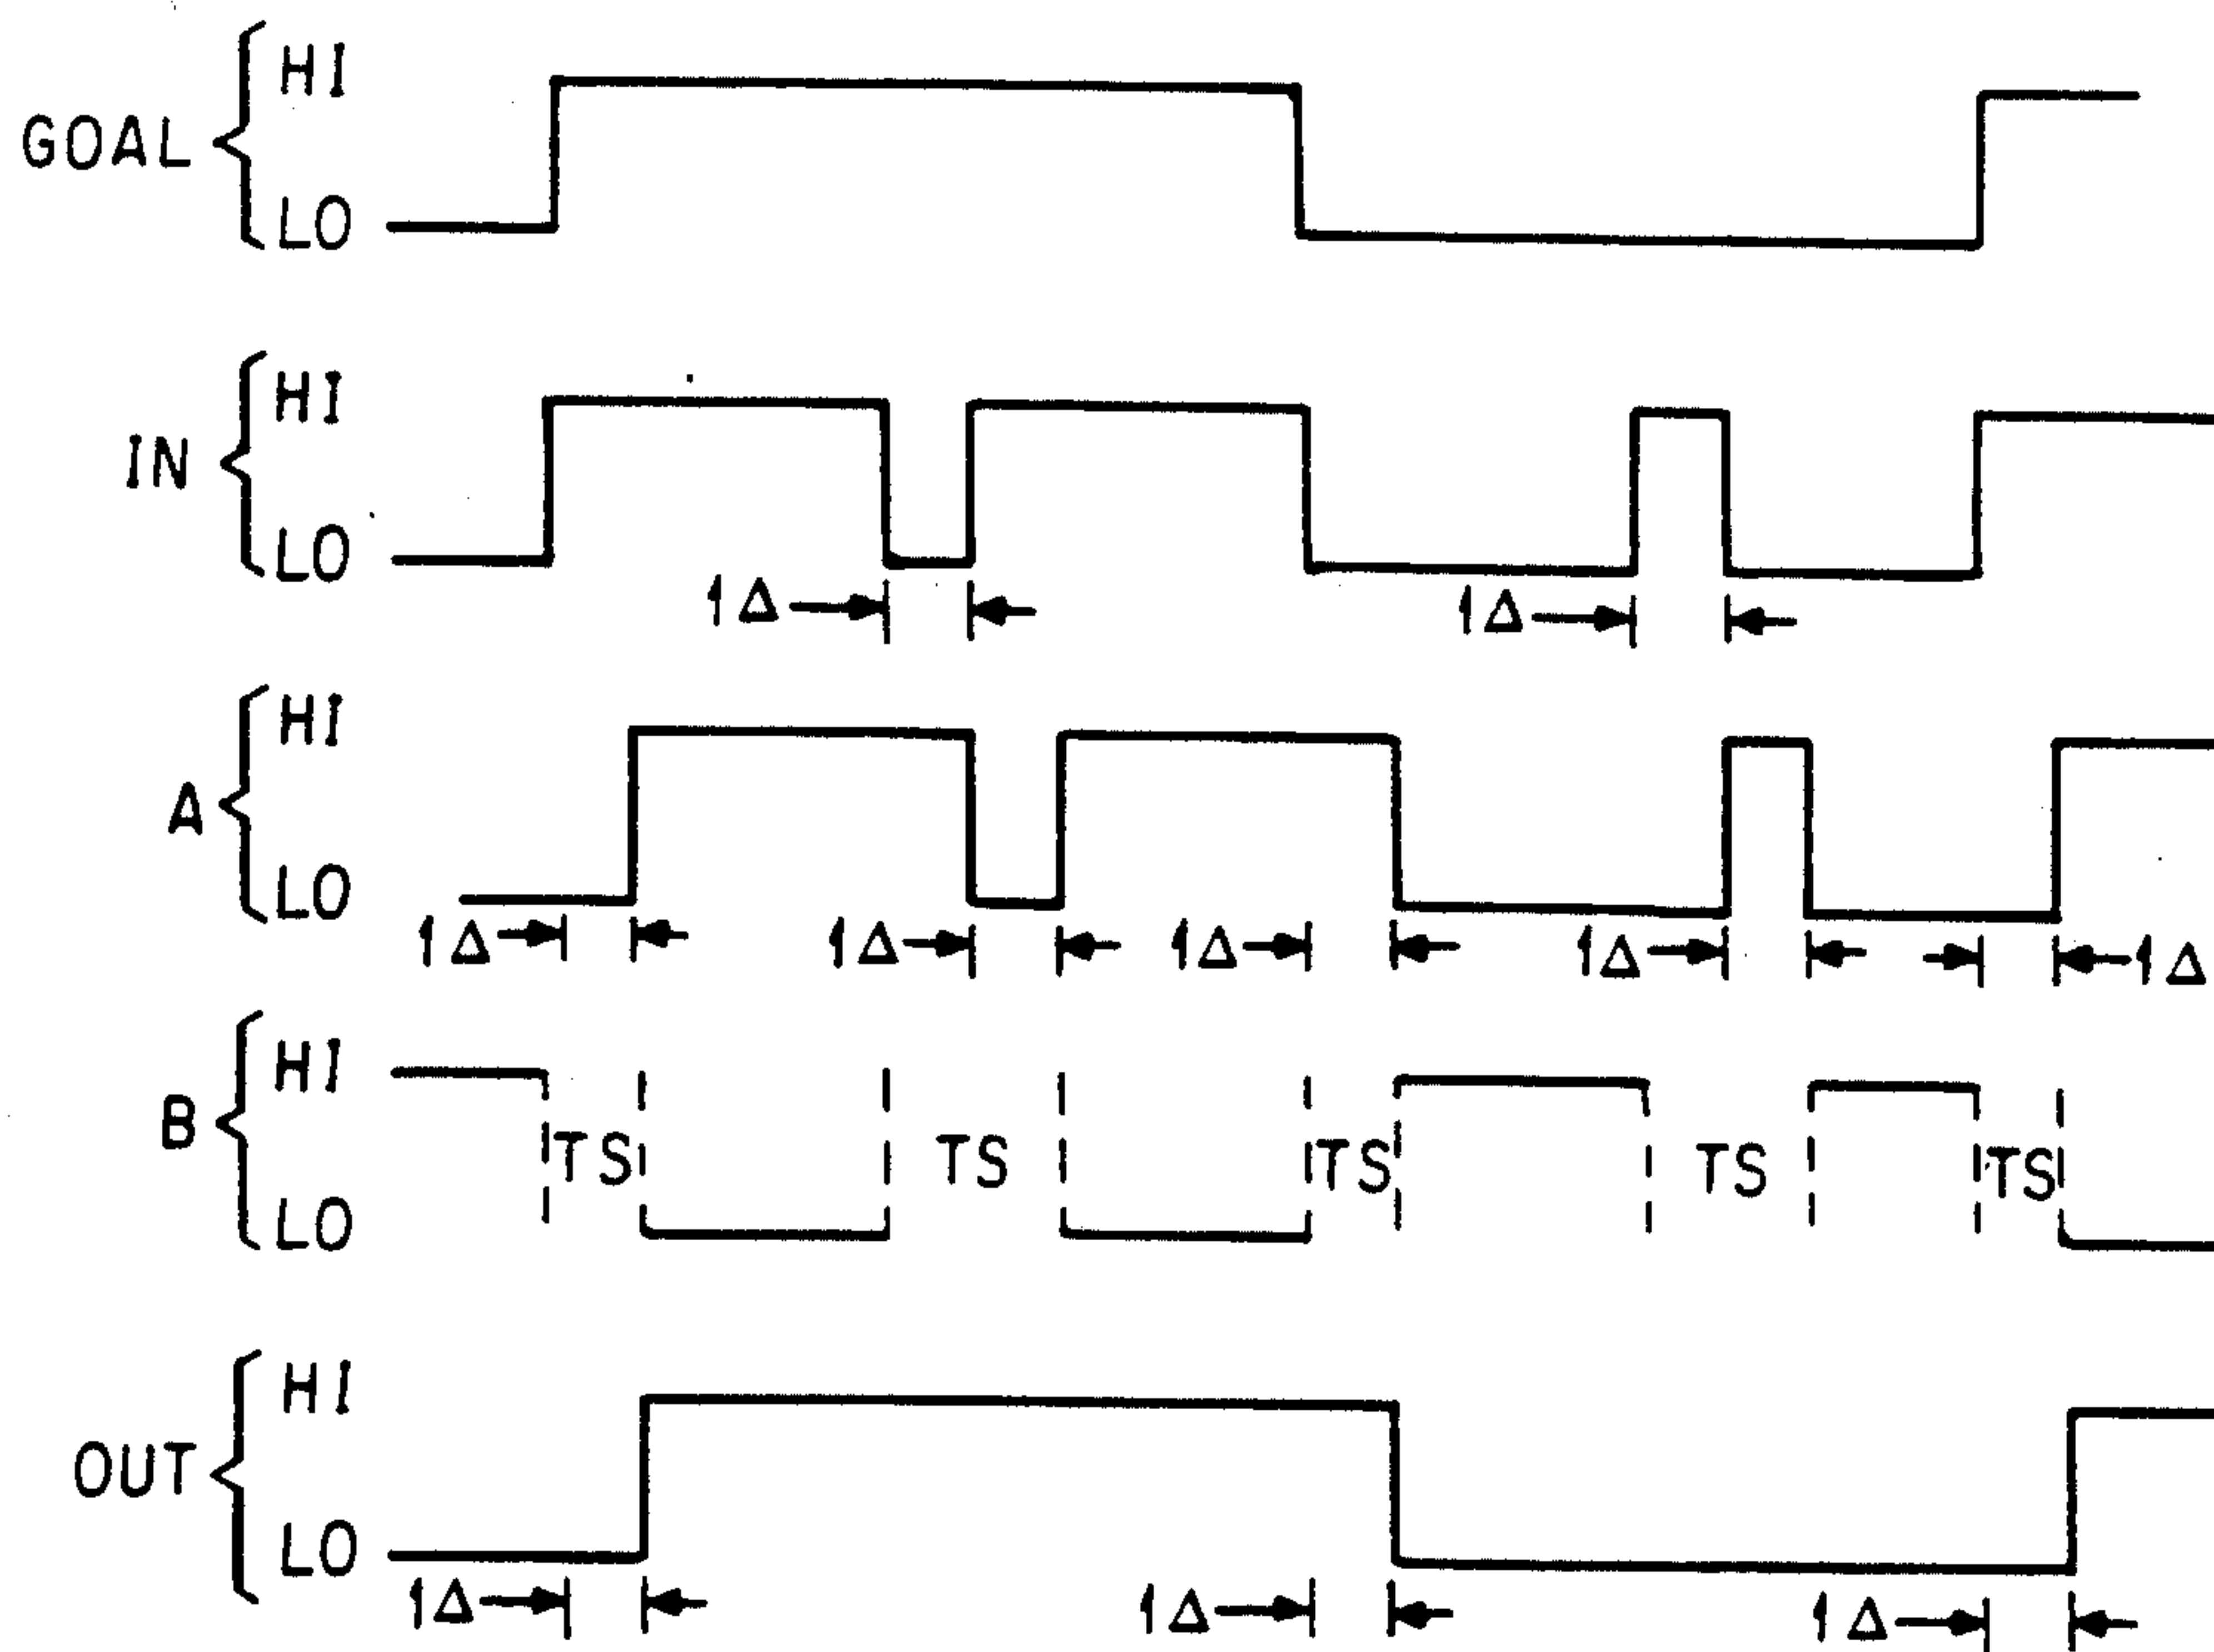 HI
GOAL
LO
HI
IN
LO
1Δ 1Δ
HI
A
LO
1Δ 1Δ 1Δ 1Δ 1Δ
HI
B TS TS TS TS TS
LO
HI
OUT
LO
1Δ 1Δ 1Δ